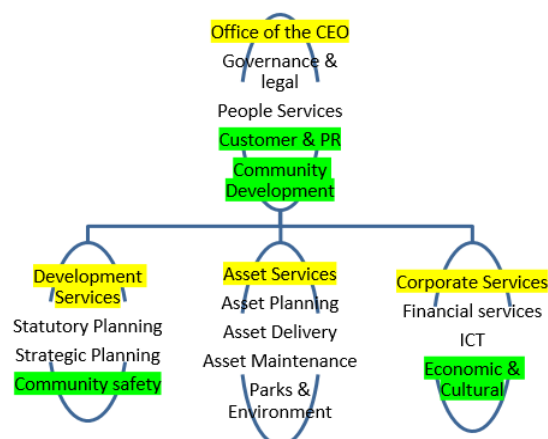 Office of the CEO
Governance &
legal
People Services
Customer & PR
Community
Development
Development
Services
Statutory Planning
Strategic Planning
Community safety
Asset Services
Asset Planning
Asset Delivery
Asset Maintenance
Parks &
Environment
Corporate Services
Financial services
ICT
Economic &
Cultural